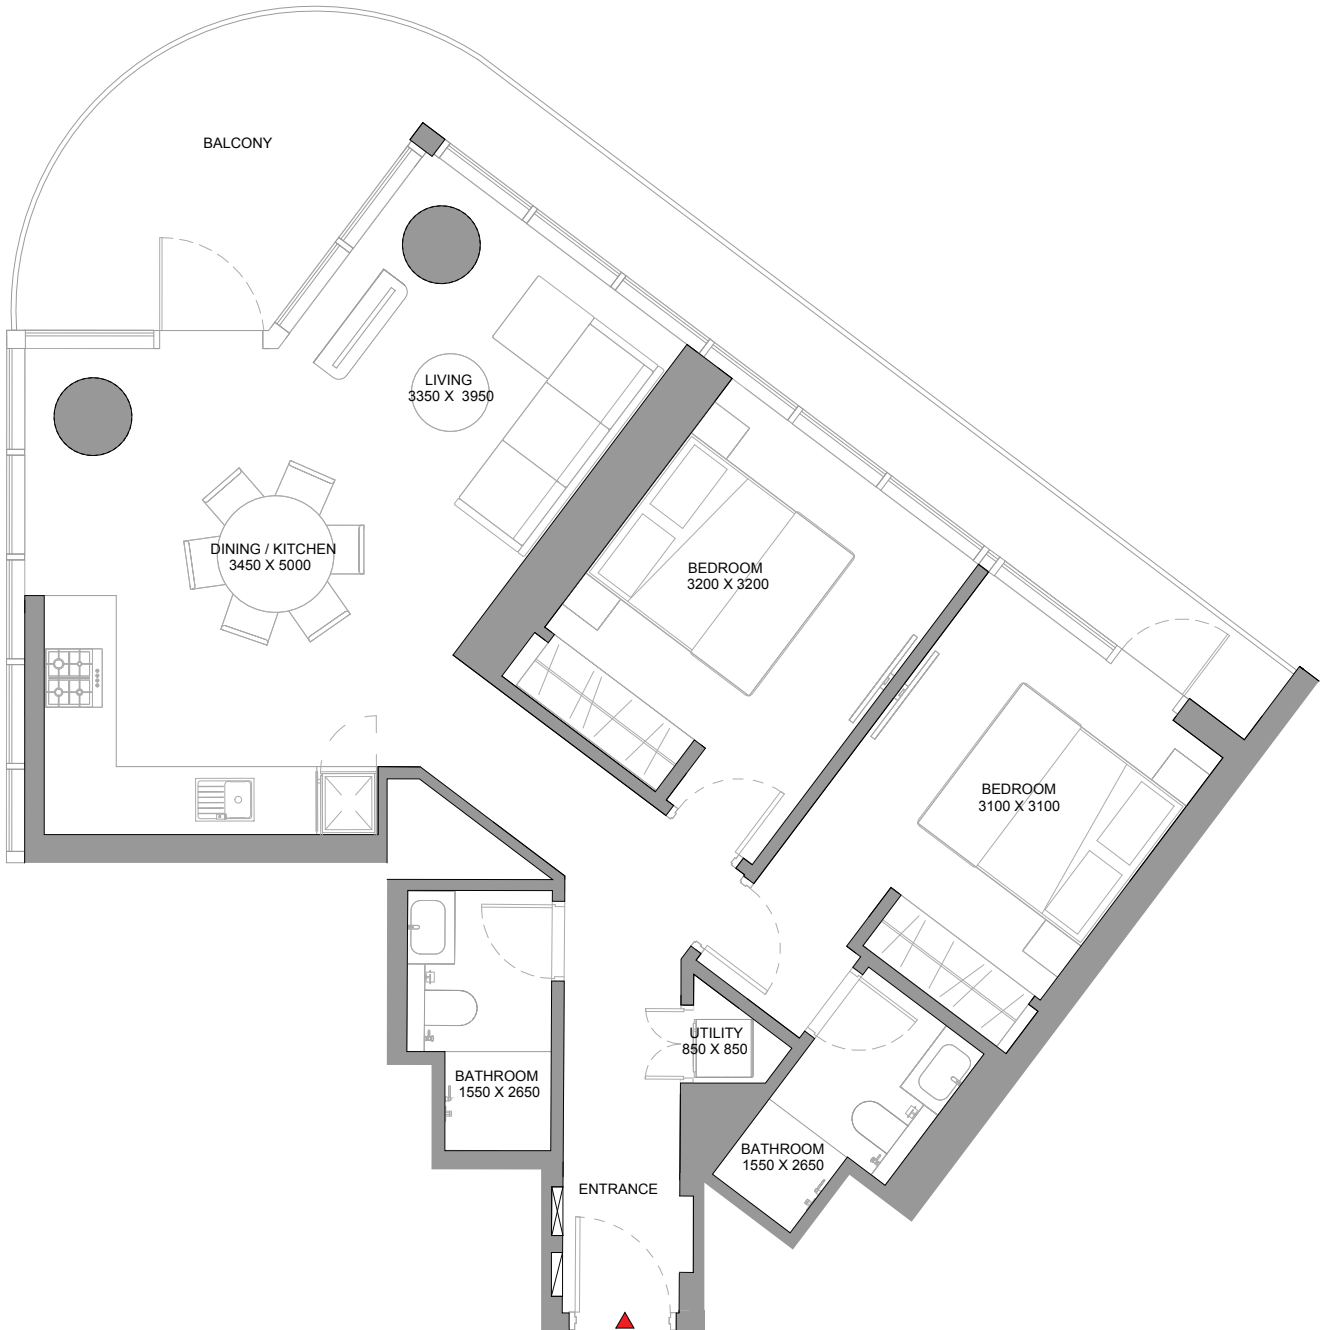 BALCONY
LIVING
3350 X 3950
DINING / KITCHEN
3450 X 5000
BEDROOM
3200 X 3200
BEDROOM
3100 X 3100
UTILITY
850 X 850
BATHROOM
1550 X 2650
BATHROOM
1550 X 2650
ENTRANCE